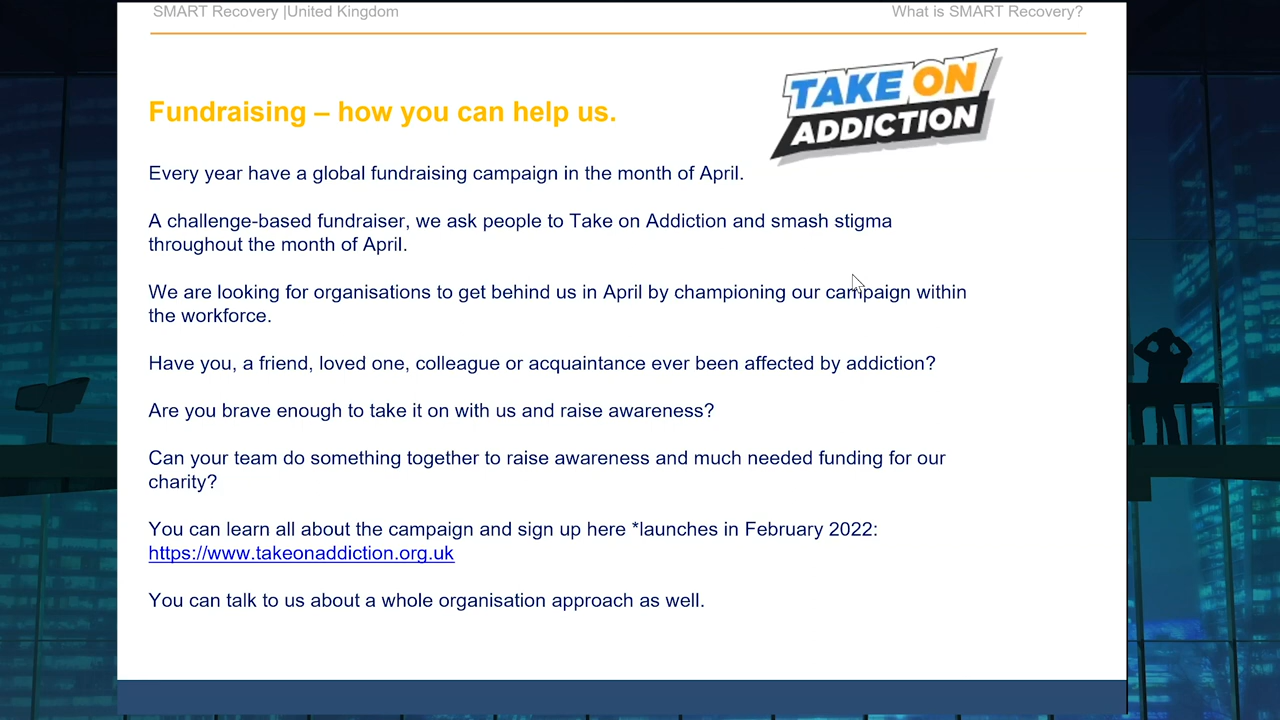 SMART Recovery |United Kingdom
What is SMART Recovery?
TAKE ON
ADDICTION
Fundraising – how you can help us.
Every year have a global fundraising campaign in the month of April.
A challenge-based fundraiser, we ask people to Take on Addiction and smash stigma
throughout the month of April.
We are looking for organisations to get behind us in April by championing our campaign within
the workforce.
Have you, a friend, loved one, colleague or acquaintance ever been affected by addiction?
Are you brave enough to take it on with us and raise awareness?
Can your team do something together to raise awareness and much needed funding for our
charity?
You can learn all about the campaign and sign up here *launches in February 2022:
https://www.takeonaddiction.org.uk
You can talk to us about a whole organisation approach as well.